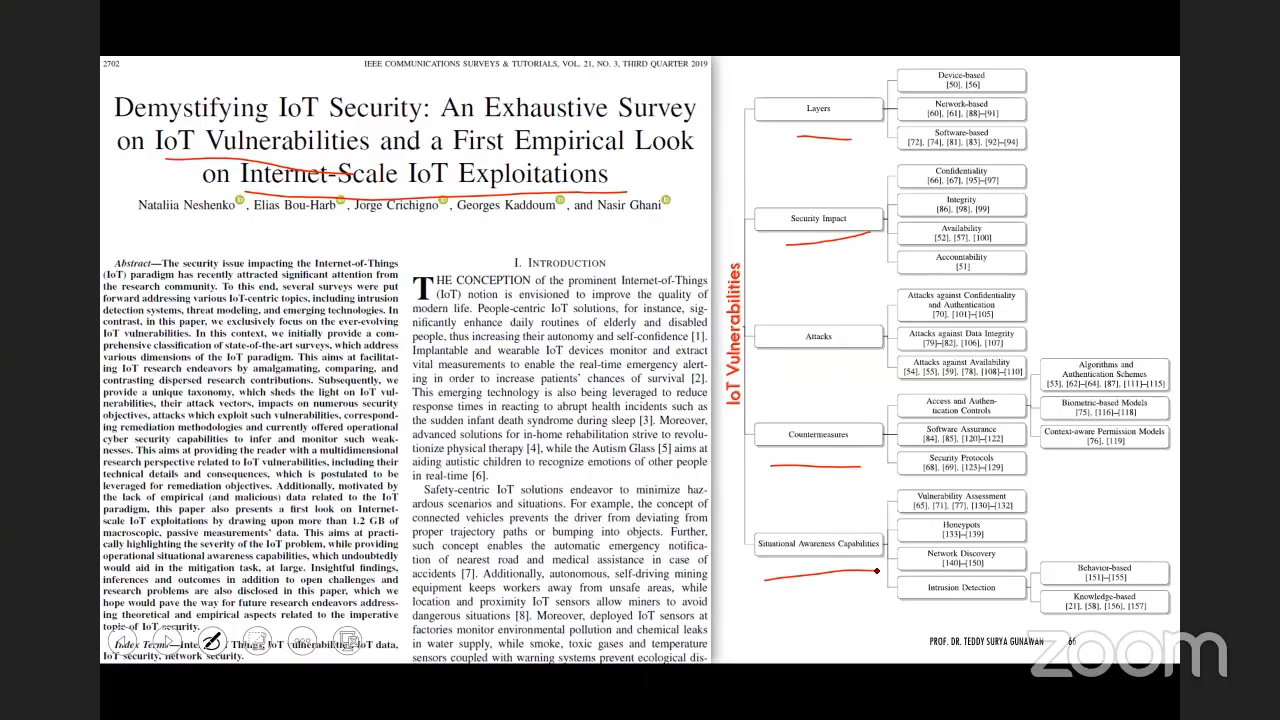 2702
IEEE COMMUNICATIONS SURVEYS & TUTORIALS, VOL. 21, NO. 3, THIRD QUARTER 2019
Demystifying IoT Security: An Exhaustive Survey
on IoT Vulnerabilities and a First Empirical Look
on Internet-Scale IoT Exploitations
Nataliia Neshenko, Elias Bou-Harb, Jorge Crichigno, Georges Kaddoum, and Nasir Ghani
Abstract—The security issue impacting the Internet-of-Things
(IoT) paradigm has recently attracted significant attention from
the research community. To this end, several surveys were put
forward addressing various IoT-centric topics, including intrusion
detection systems, threat modeling, and emerging technologies. In
contrast, in this paper, we exclusively focus on the ever-evolving
IoT vulnerabilities. In this context, we initially provide a com-
prehensive classification of state-of-the-art surveys, which address
various dimensions of the IoT paradigm. This aims at facilitat-
ing IoT research endeavors by amalgamating, comparing, and
contrasting dispersed research contributions. Subsequently, we
provide a unique taxonomy, which sheds the light on IoT vul-
nerabilities, their attack vectors, impacts on numerous security
objectives, attacks which exploit such vulnerabilities, correspond-
ing remediation methodologies and currently offered operational
cyber security capabilities to infer and monitor such weak-
nesses. This aims at providing the reader with a multidimensional
research perspective related to IoT vulnerabilities, including their
technical details and consequences, which is postulated to be
leveraged for remediation objectives. Additionally, motivated by
the lack of empirical (and malicious) data related to the IoT
paradigm, this paper also presents a first look on Internet-
scale IoT exploitations by drawing upon more than 1.2 GB of
macroscopic, passive measurements' data. This aims at practi-
cally highlighting the severity of the IoT problem, while providing
operational situational awareness capabilities, which undoubtedly
would aid in the mitigation task, at large. Insightful findings,
inferences and outcomes in addition to open challenges and
research problems are also disclosed in this paper, which we
hope would pave the way for future research endeavors address-
ing theoretical and empirical aspects related to the imperative
topic of IoT security.
Index Terms—Internet of Things, IoT vulnerabilities, IoT data,
IoT security, network security.
I. INTRODUCTION
THE CONCEPTION of the prominent Internet-of-Things
(IoT) notion is envisioned to improve the quality of
modern life. People-centric IoT solutions, for instance, sig-
nificantly enhance daily routines of elderly and disabled
people, thus increasing their autonomy and self-confidence [1].
Implantable and wearable IoT devices monitor and extract
vital measurements to enable the real-time emergency alert-
ing in order to increase patients' chances of survival [2].
This emerging technology is also being leveraged to reduce
response times in reacting to abrupt health incidents such as
the sudden infant death syndrome during sleep [3]. Moreover,
advanced solutions for in-home rehabilitation strive to revolu-
tionize physical therapy [4], while the Autism Glass [5] aims at
aiding autistic children to recognize emotions of other people
in real-time [6].
Safety-centric IoT solutions endeavor to minimize haz-
ardous scenarios and situations. For example, the concept of
connected vehicles prevents the driver from deviating from
proper trajectory paths or bumping into objects. Further,
such concept enables the automatic emergency notifica-
tion of nearest road and medical assistance in case of
accidents [7]. Additionally, autonomous, self-driving mining
equipment keeps workers away from unsafe areas, while
location and proximity IoT sensors allow miners to avoid
dangerous situations [8]. Moreover, deployed IoT sensors at
factories monitor environmental pollution and chemical leaks
in water supply, while smoke, toxic gases and temperature
sensors coupled with warning systems prevent ecological dis-
IoT Vulnerabilities
Layers
Device-based
[50], [56]
Network-based
[60], [61], [88]–[91]
Software-based
[72], [74], [81], [83], [92]–[94]
Security Impact
Confidentiality
[66], [67], [95]–[97]
Integrity
[86], [98], [99]
Availability
[52], [57], [100]
Accountability
[51]
Attacks
Attacks against Confidentiality
and Authentication
[70], [101]–[105]
Attacks against Data Integrity
[79]–[82], [106], [107]
Attacks against Availability
[54], [55], [59], [78], [108]–[110]
Countermeasures
Access and Authen-
tication Controls
Algorithms and
Authentication Schemes
[53], [62]–[64], [87], [111]–[115]
Biometric-based Models
[75], [116]–[118]
Context-aware Permission Models
[76], [119]
Software Assurance
[84], [85], [120]–[122]
Security Protocols
[68], [69], [123]–[129]
Situational Awareness Capabilities
Vulnerability Assessment
[65], [71], [77], [130]–[132]
Honeypots
[133]–[139]
Network Discovery
[140]–[150]
Intrusion Detection
Behavior-based
[151]–[155]
Knowledge-based
[21], [58], [156], [157]
PROF. DR. TEDDY SURYA GUNAWAN
66
zoom